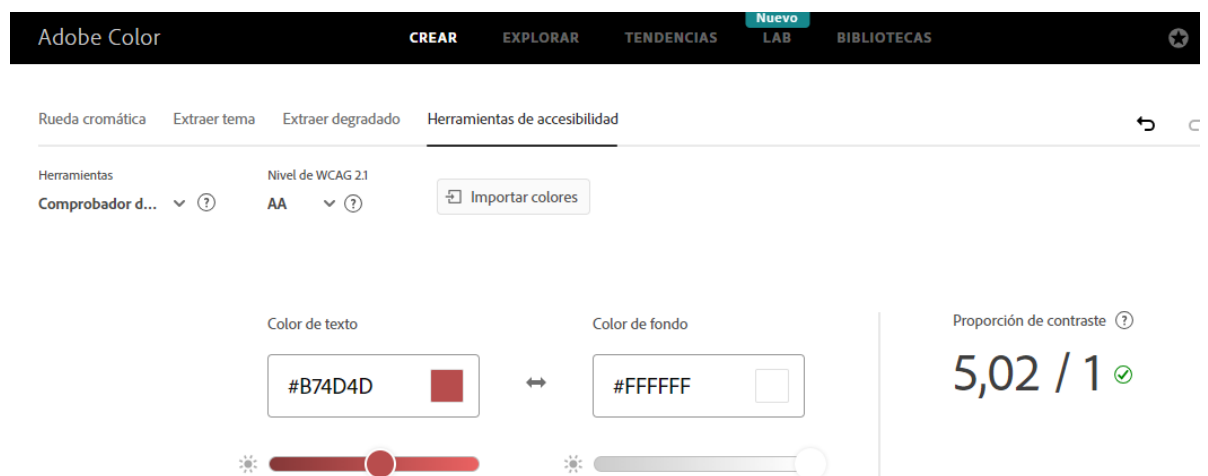 Nuevo
Adobe Color CREAR EXPLORAR TENDENCIAS LAB BIBLIOTECAS
Rueda cromática Extraer tema Extraer degradado Herramientas de accesibilidad
Herramientas Nivel de WCAG 2.1
Comprobador d... ? AA ? Importar colores
Color de texto Color de fondo Proporción de contraste ?
#B74D4D #FFFFFF 5,02 / 1